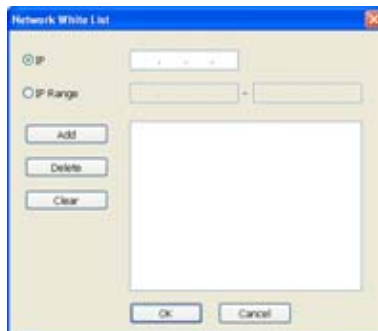 Network White List
IP
. . .
IP Range
-
Add
Delete
Clear
OK
Cancel